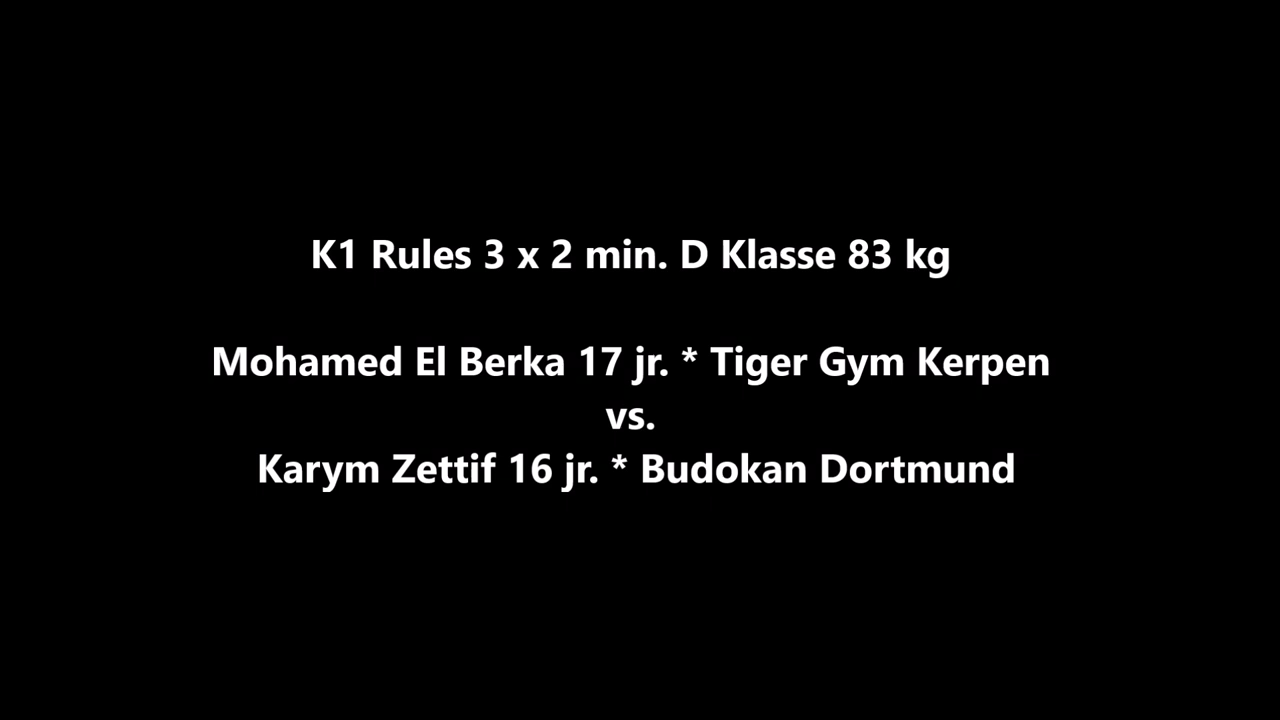 K1 Rules 3 x 2 min. D Klasse 83 kg
Mohamed El Berka 17 jr. * Tiger Gym Kerpen
vs.
Karym Zettif 16 jr. * Budokan Dortmund